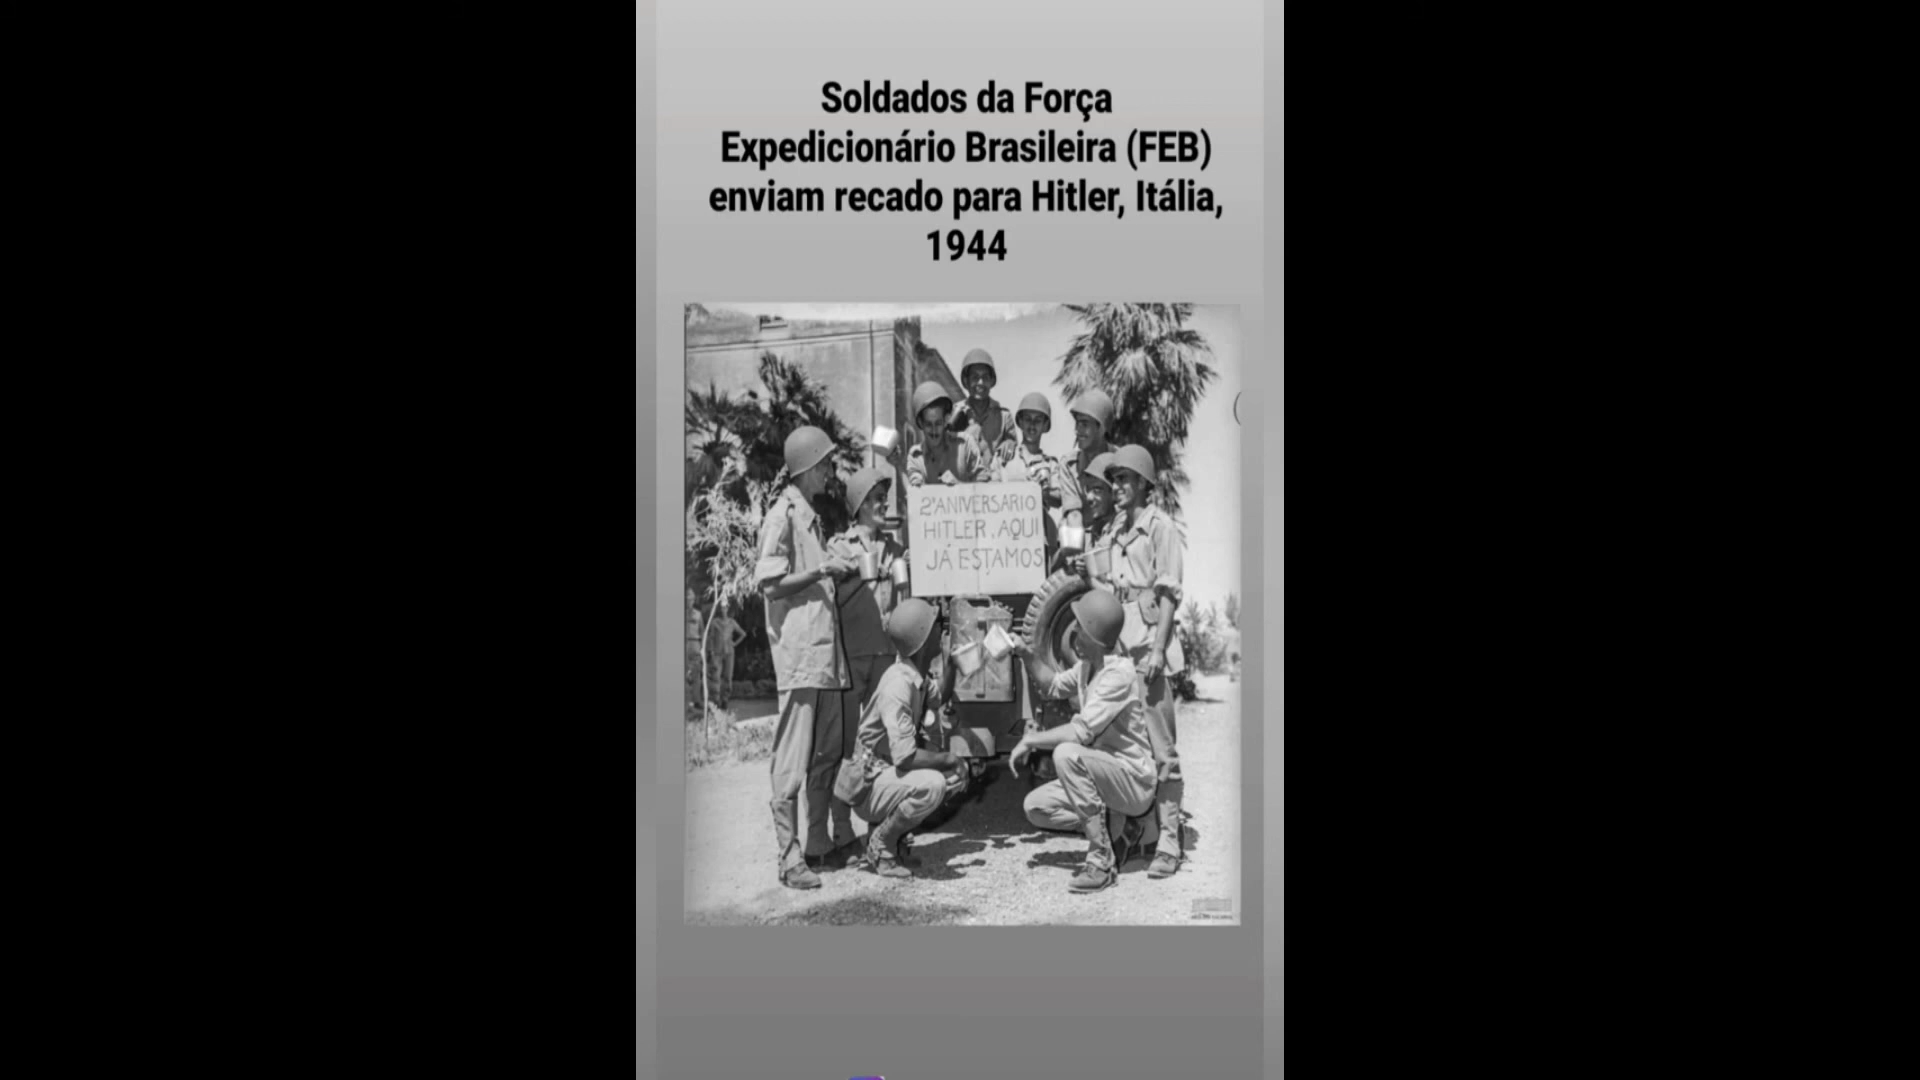 Soldados da Força
Expedicionário Brasileira (FEB)
enviam recado para Hitler, Itália,
1944
2º ANIVERSARIO
HITLER, AQUI
JÁ ESTAMOS